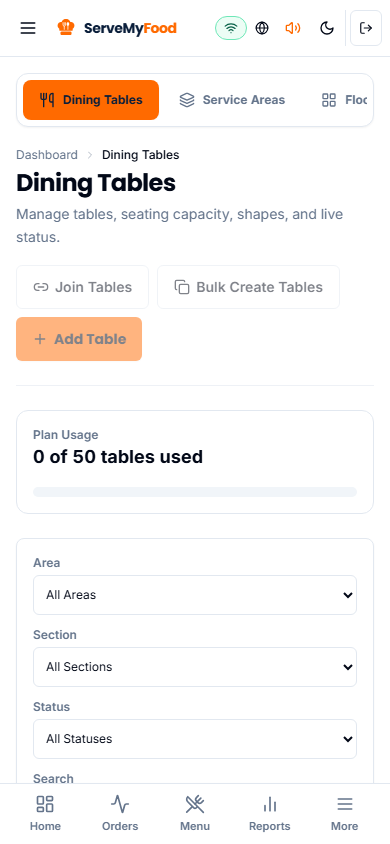 ServeMyFood
Dining Tables
Service Areas
Floo
Dashboard
Dining Tables
Dining Tables
Manage tables, seating capacity, shapes, and live
status.
Join Tables
Bulk Create Tables
Add Table
Plan Usage
0 of 50 tables used
Area
All Areas
Section
All Sections
Status
All Statuses
Search
Home
Orders
Menu
Reports
More